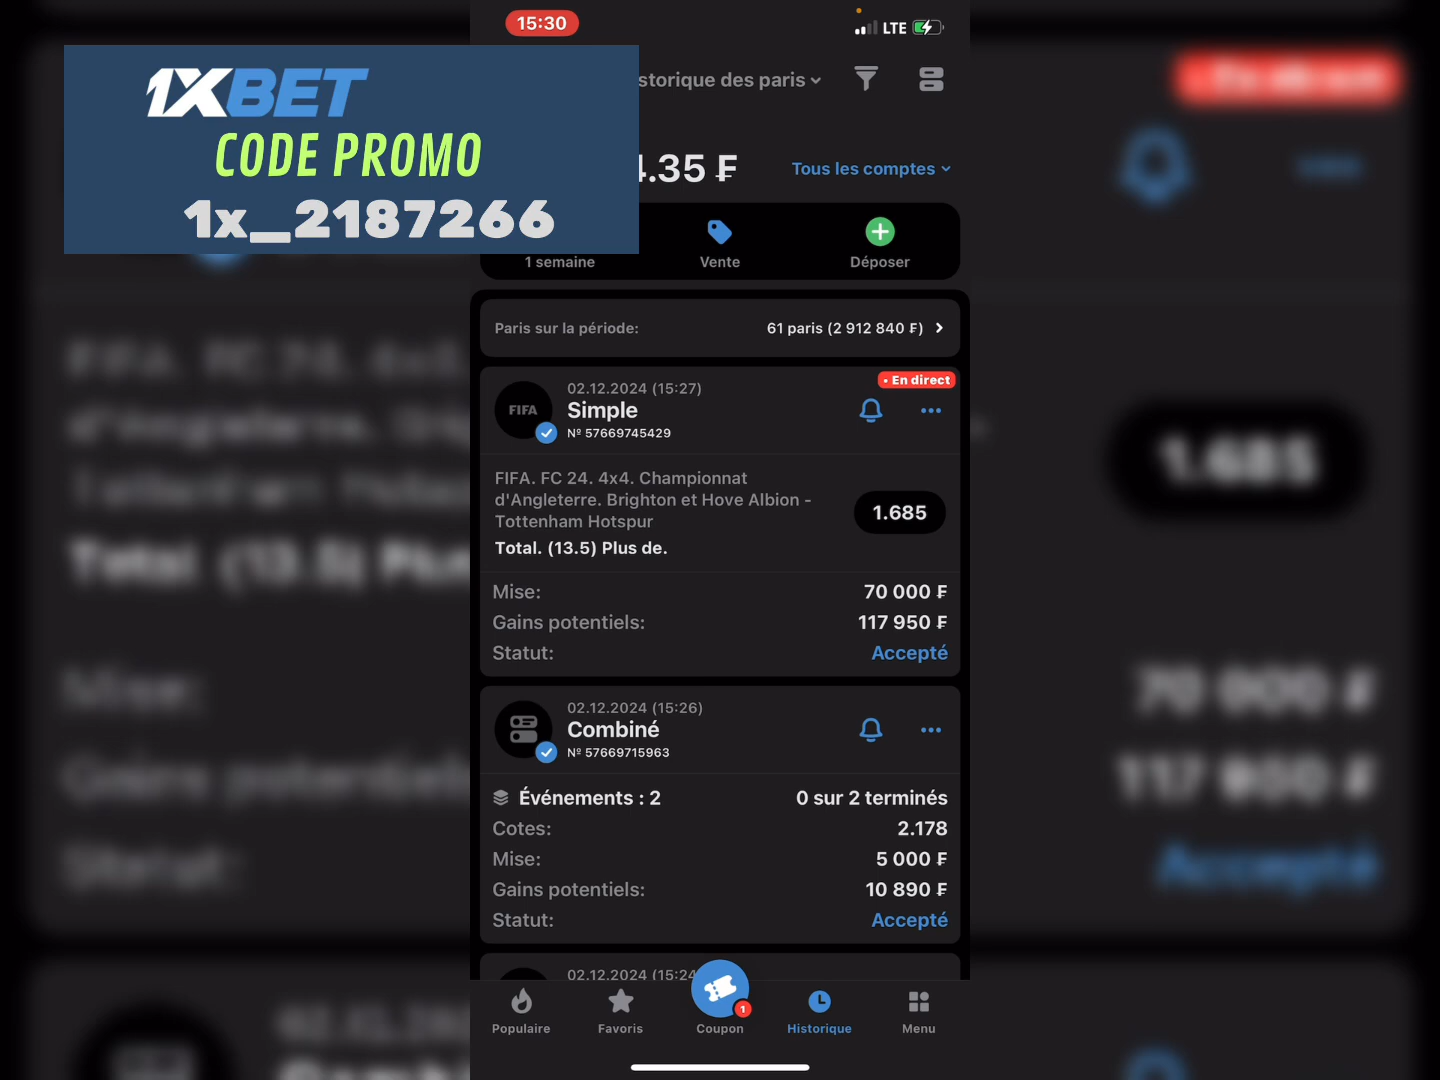 15:30
LTE
1XBET
CODE PROMO
1x_2187266
storique des paris
.35 ₣
Tous les comptes
1 semaine
Vente
Déposer
Paris sur la période:
61 paris (2 912 840 ₣)
02.12.2024 (15:27)
• En direct
FIFA
Simple
Nº 57669745429
FIFA. FC 24. 4x4. Championnat
d'Angleterre. Brighton et Hove Albion -
Tottenham Hotspur
1.685
Total. (13.5) Plus de.
Mise:
70 000 ₣
Gains potentiels:
117 950 ₣
Statut:
Accepté
02.12.2024 (15:26)
Combiné
Nº 57669715963
Événements : 2
0 sur 2 terminés
Cotes:
2.178
Mise:
5 000 ₣
Gains potentiels:
10 890 ₣
Statut:
Accepté
02.12.2024 (15:24
1
Populaire
Favoris
Coupon
Historique
Menu